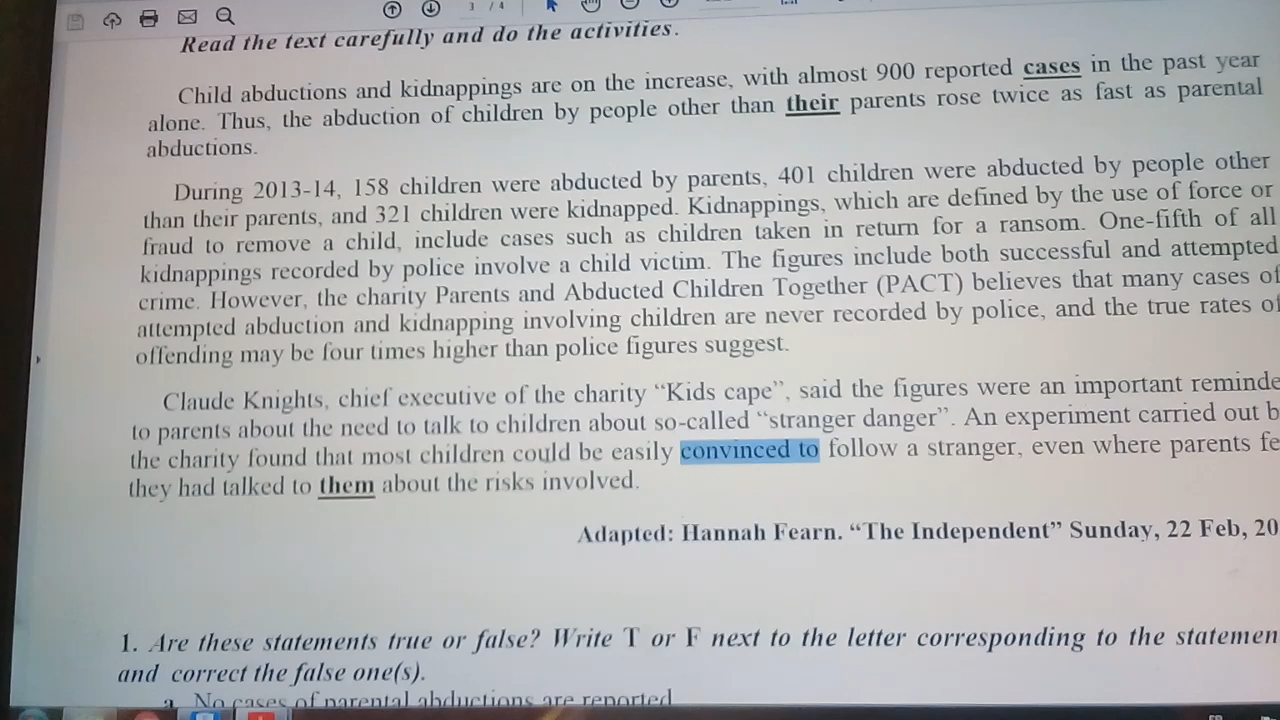 3 / 4
Read the text carefully and do the activities.
Child abductions and kidnappings are on the increase, with almost 900 reported cases in the past year
alone. Thus, the abduction of children by people other than their parents rose twice as fast as parental
abductions.
During 2013-14, 158 children were abducted by parents, 401 children were abducted by people other
than their parents, and 321 children were kidnapped. Kidnappings, which are defined by the use of force or
fraud to remove a child, include cases such as children taken in return for a ransom. One-fifth of all
kidnappings recorded by police involve a child victim. The figures include both successful and attempted
crime. However, the charity Parents and Abducted Children Together (PACT) believes that many cases of
attempted abduction and kidnapping involving children are never recorded by police, and the true rates of
offending may be four times higher than police figures suggest.
Claude Knights, chief executive of the charity “Kids cape”, said the figures were an important reminde
to parents about the need to talk to children about so-called “stranger danger”. An experiment carried out b
the charity found that most children could be easily convinced to follow a stranger, even where parents fe
they had talked to them about the risks involved.
Adapted: Hannah Fearn. “The Independent” Sunday, 22 Feb, 20
1. Are these statements true or false? Write T or F next to the letter corresponding to the statemen
and correct the false one(s).
a. No cases of parental abductions are reported